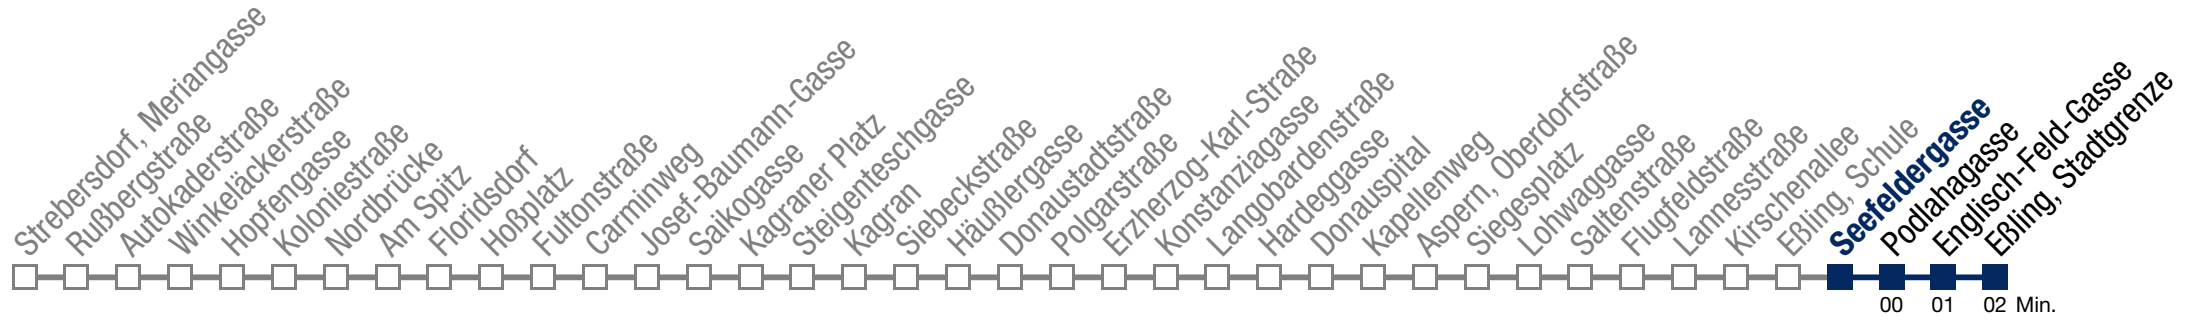 Strebersdorf, Meriangasse
Rußbergstraße
Autokaderstraße
Winkeläckerstraße
Hopfengasse
Koloniestraße
Nordbrücke
Am Spitz
Floridsdorf
Hoßplatz
Fultonstraße
Carminweg
Josef-Baumann-Gasse
Saikogasse
Kagraner Platz
Steigenteschgasse
Kagran
Siebeckstraße
Häußlergasse
Donaustadtstraße
Polgarstraße
Erzherzog-Karl-Straße
Konstanziagasse
Langobardenstraße
Hardeggasse
Donauspital
Kapellenweg
Aspern, Oberdorfstraße
Siegesplatz
Lohwaggasse
Saltenstraße
Flugfeldstraße
Lannesstraße
Kirschenallee
Eßling, Schule
Seefeldergasse
Podlahagasse
Englisch-Feld-Gasse
Eßling, Stadtgrenze
00 01 02 Min.